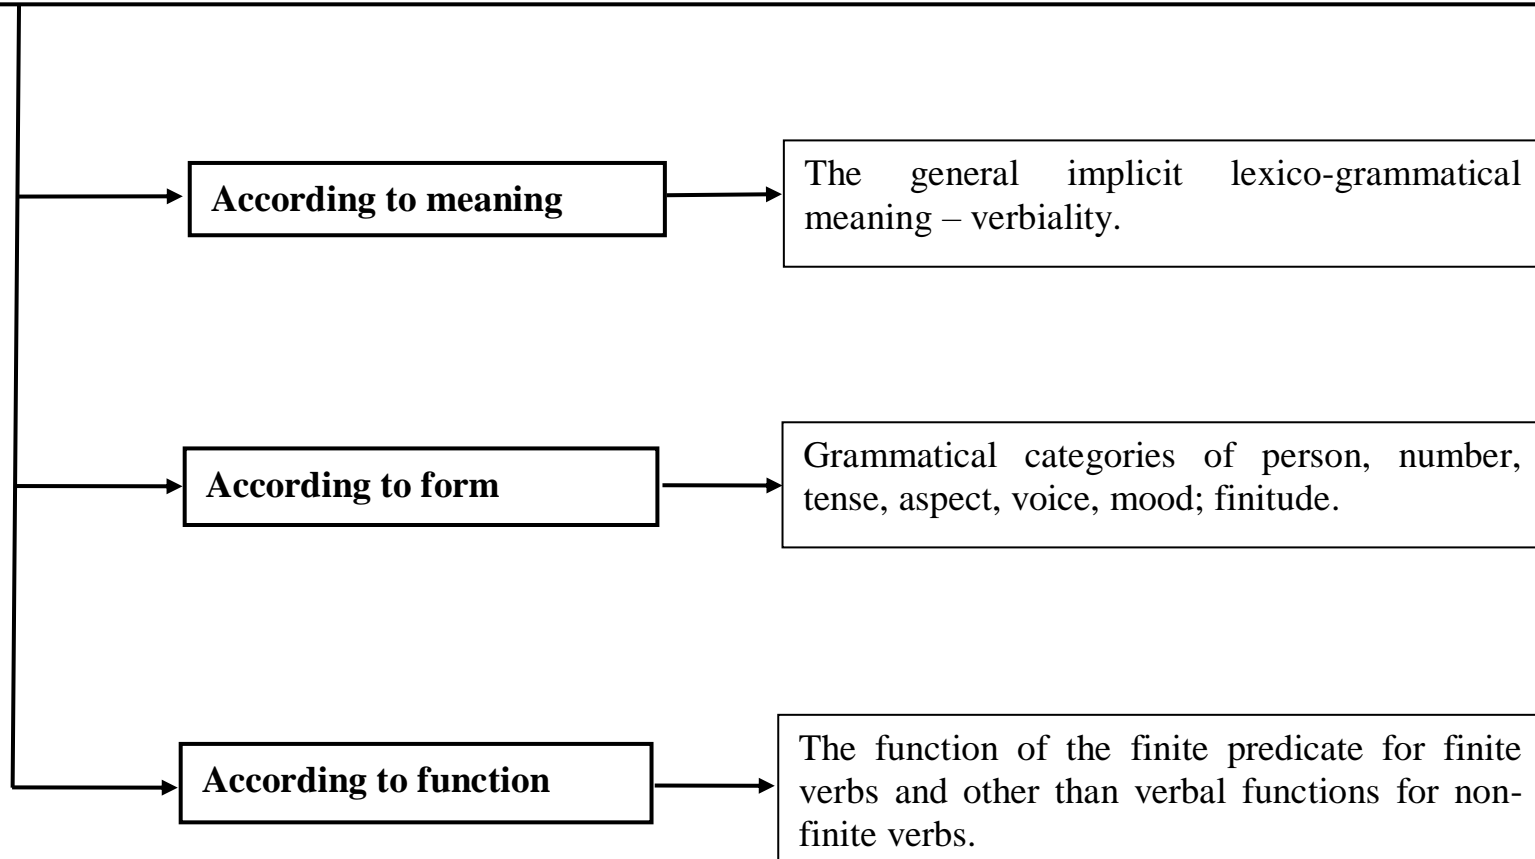 According to meaning
The general implicit lexico-grammatical
meaning – verbiality.
According to form
Grammatical categories of person, number,
tense, aspect, voice, mood; finitude.
According to function
The function of the finite predicate for finite
verbs and other than verbal functions for non-
finite verbs.